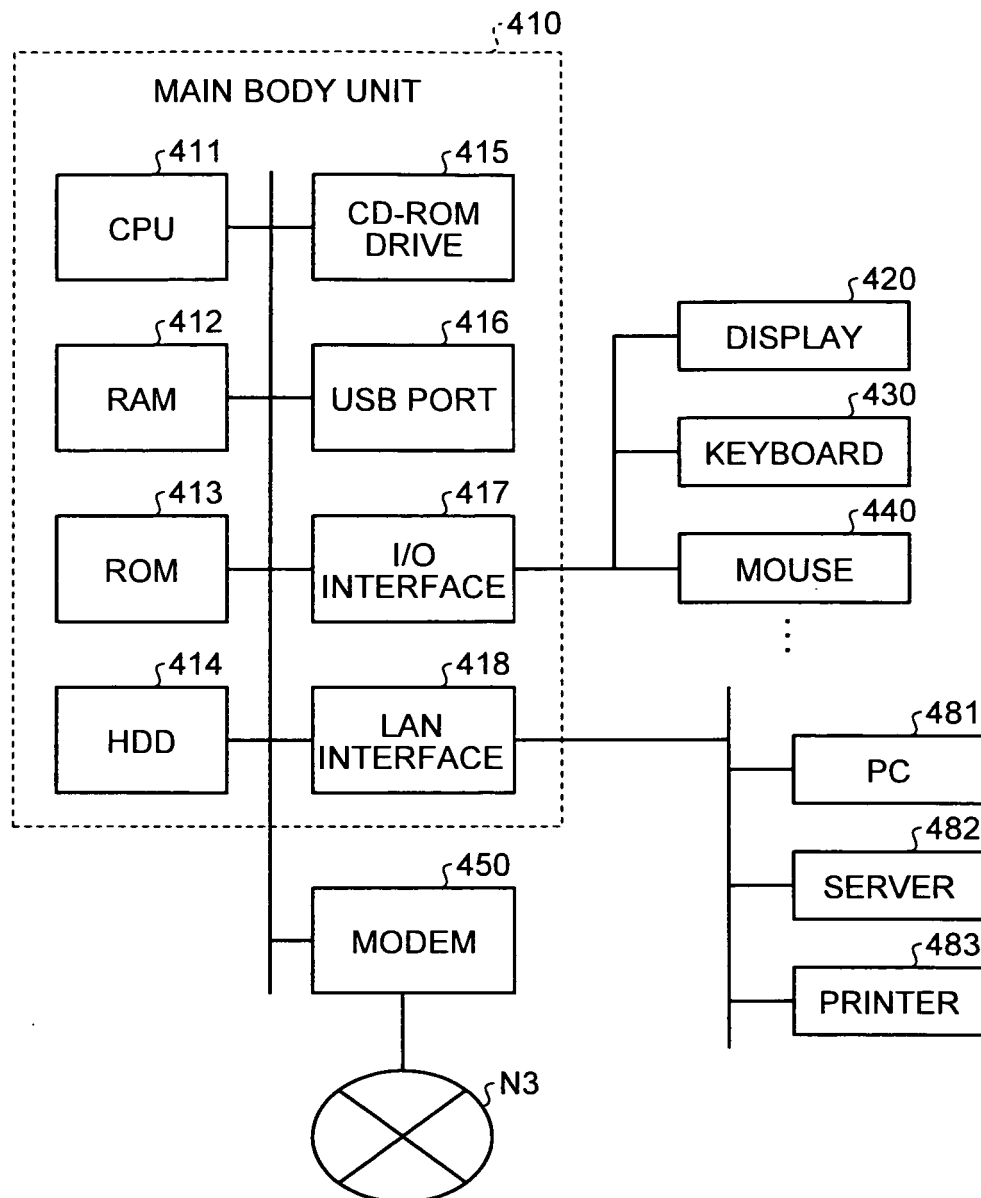 410
MAIN BODY UNIT
411
CPU
415
CD-ROM
DRIVE
412
RAM
416
USB PORT
413
ROM
417
I/O
INTERFACE
414
HDD
418
LAN
INTERFACE
420
DISPLAY
430
KEYBOARD
440
MOUSE
481
PC
482
SERVER
483
PRINTER
450
MODEM
N3